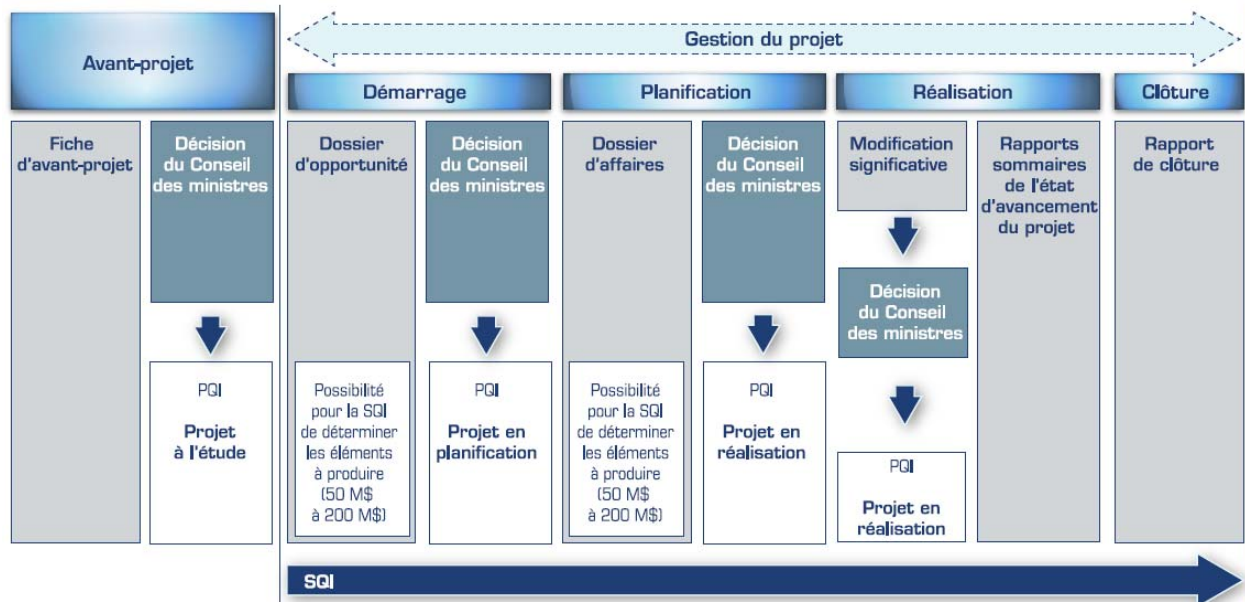 Gestion du projet
Avant-projet
Démarrage
Planification
Réalisation
Clôture
Fiche
d'avant-projet
Décision
du Conseil
des ministres
PQI
Projet
à l'étude
Dossier
d'opportunité
Possibilité
pour la SQI
de déterminer
les éléments
à produire
(50 M$
à 200 M$)
Décision
du Conseil
des ministres
PQI
Projet en
planification
Dossier
d'affaires
Possibilité
pour la SQI
de déterminer
les éléments
à produire
(50 M$
à 200 M$)
Décision
du Conseil
des ministres
PQI
Projet en
réalisation
Modification
significative
Décision
du Conseil
des ministres
PQI
Projet en
réalisation
Rapports
sommaires
de l'état
d'avancement
du projet
Rapport
de clôture
SQI